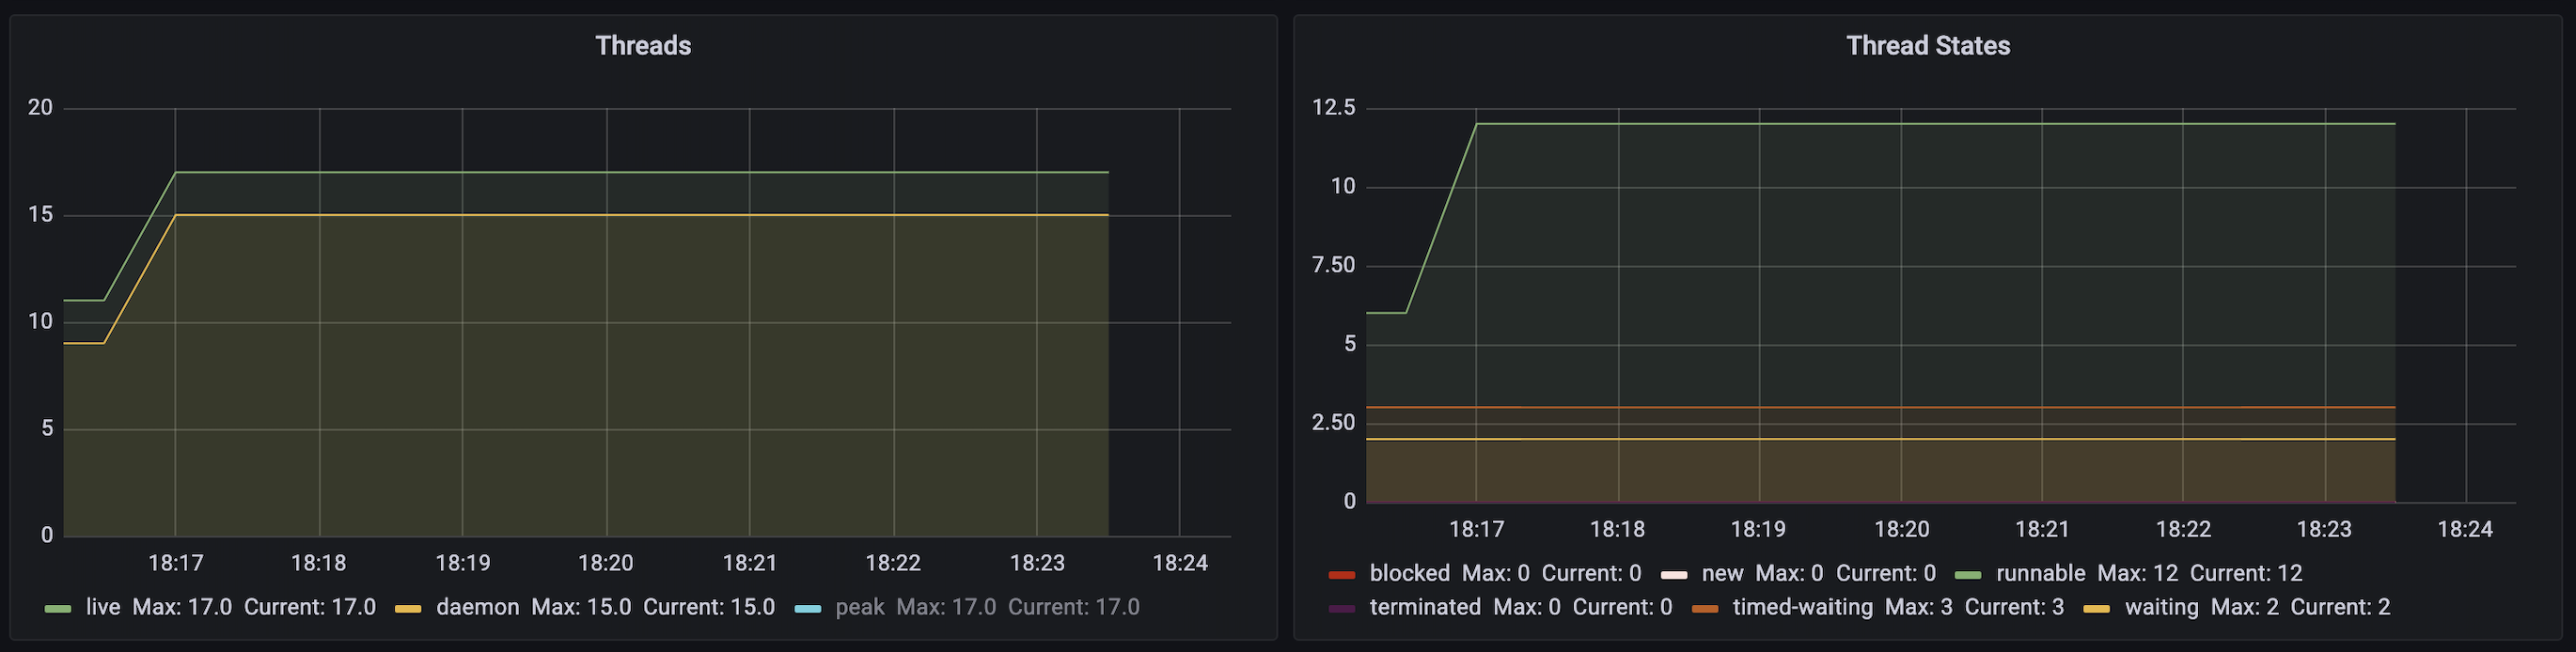 Threads
20
15
10
5
0
18:17 18:18 18:19 18:20 18:21 18:22 18:23 18:24
live Max: 17.0 Current: 17.0 daemon Max: 15.0 Current: 15.0 peak Max: 17.0 Current: 17.0
Thread States
12.5
10
7.50
5
2.50
0
18:17 18:18 18:19 18:20 18:21 18:22 18:23 18:24
blocked Max: 0 Current: 0 new Max: 0 Current: 0 runnable Max: 12 Current: 12
terminated Max: 0 Current: 0 timed-waiting Max: 3 Current: 3 waiting Max: 2 Current: 2